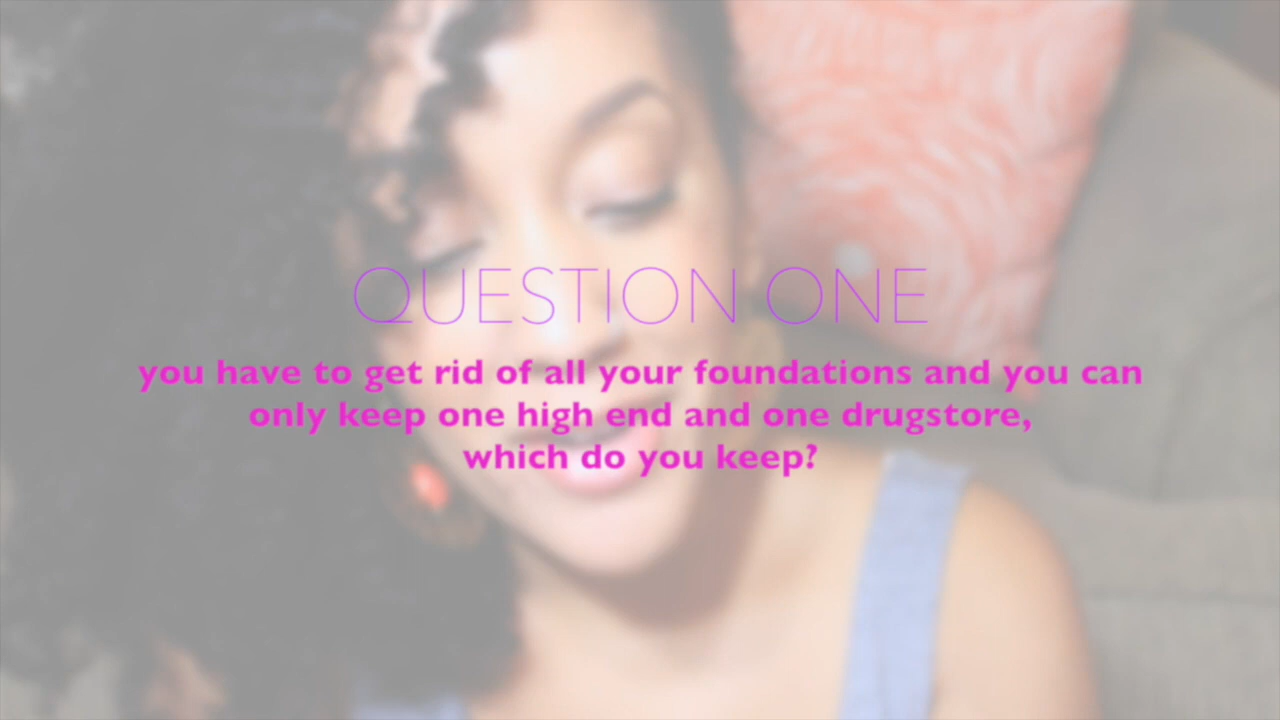 QUESTION ONE
you have to get rid of all your foundations and you can
only keep one high end and one drugstore,
which do you keep?